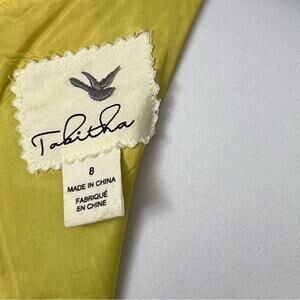 Tabitha
8
MADE IN CHINA
FABRIQUÉ
EN CHINE